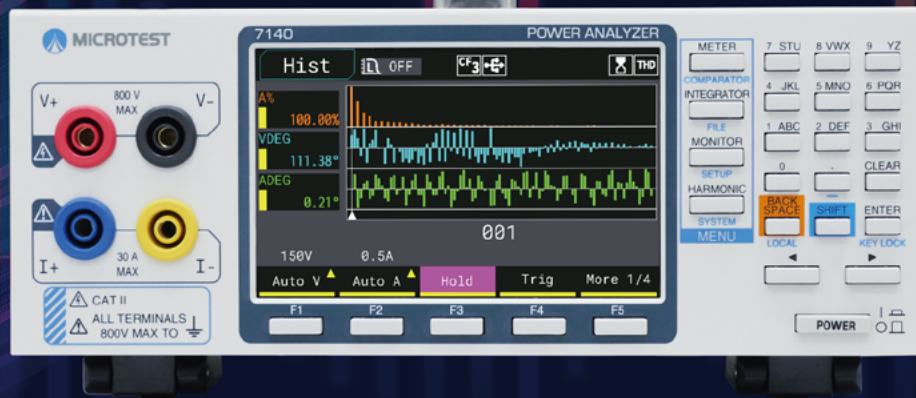 MICROTEST
7140
POWER ANALYZER
V+
800 V
MAX
V-
I+
30 A
MAX
I-
CAT II
ALL TERMINALS
800V MAX TO
Hist
OFF
CF3
THD
A%
100.00%
VDEG
111.38°
ADEG
0.21°
001
150V
0.5A
Auto V
Auto A
Hold
Trig
More 1/4
F1
F2
F3
F4
F5
METER
COMPARATOR
INTEGRATOR
FILE
MONITOR
SETUP
HARMONIC
SYSTEM
MENU
7 STU
8 VWX
9 YZ
4 JKL
5 MNO
6 PQR
1 ABC
2 DEF
3 GHI
0
.
CLEAR
BACK
SPACE
LOCAL
SHIFT
ENTER
KEY LOCK
POWER